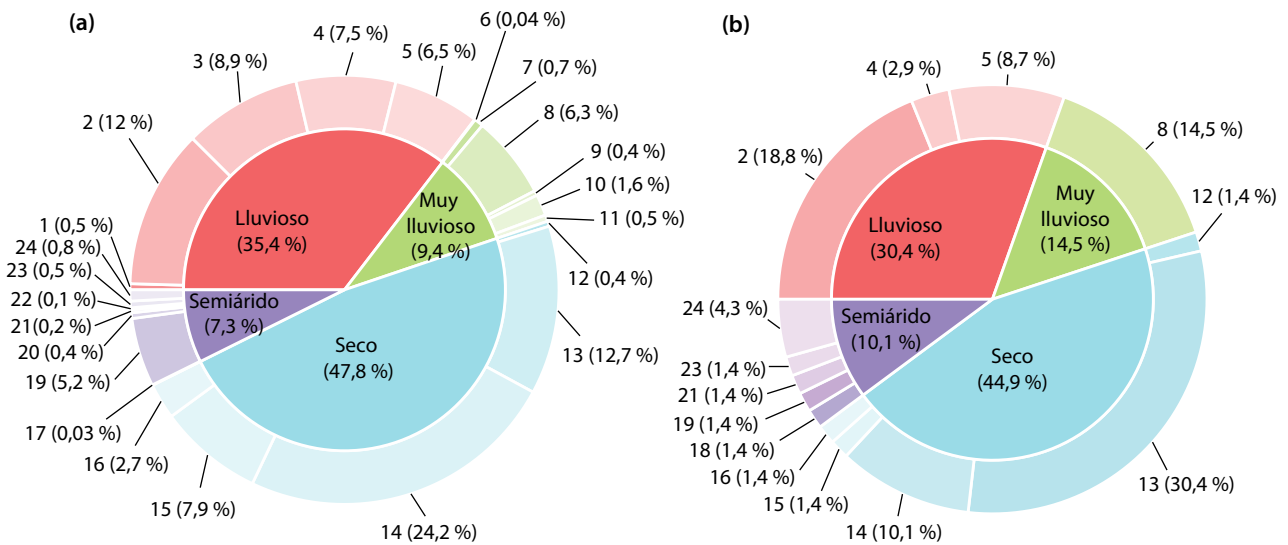 (a)
4 (7,5 %)
6 (0,04 %)
3 (8,9 %)
5 (6,5 %)
7 (0,7 %)
2 (12 %)
8 (6,3 %)
9 (0,4 %)
10 (1,6 %)
11 (0,5 %)
12 (0,4 %)
1 (0,5 %)
24 (0,8 %)
23 (0,5 %)
22 (0,1 %)
21(0,2 %)
20 (0,4 %)
19 (5,2 %)
17 (0,03 %)
16 (2,7 %)
15 (7,9 %)
14 (24,2 %)
13 (12,7 %)
Lluvioso
(35,4 %)
Muy
lluvioso
(9,4 %)
Semiárido
(7,3 %)
Seco
(47,8 %)
(b)
5 (8,7 %)
4 (2,9 %)
2 (18,8 %)
8 (14,5 %)
12 (1,4 %)
Lluvioso
(30,4 %)
Muy
lluvioso
(14,5 %)
Semiárido
(10,1 %)
Seco
(44,9 %)
24 (4,3 %)
23 (1,4 %)
21 (1,4 %)
19 (1,4 %)
18 (1,4 %)
16 (1,4 %)
15 (1,4 %)
14 (10,1 %)
13 (30,4 %)